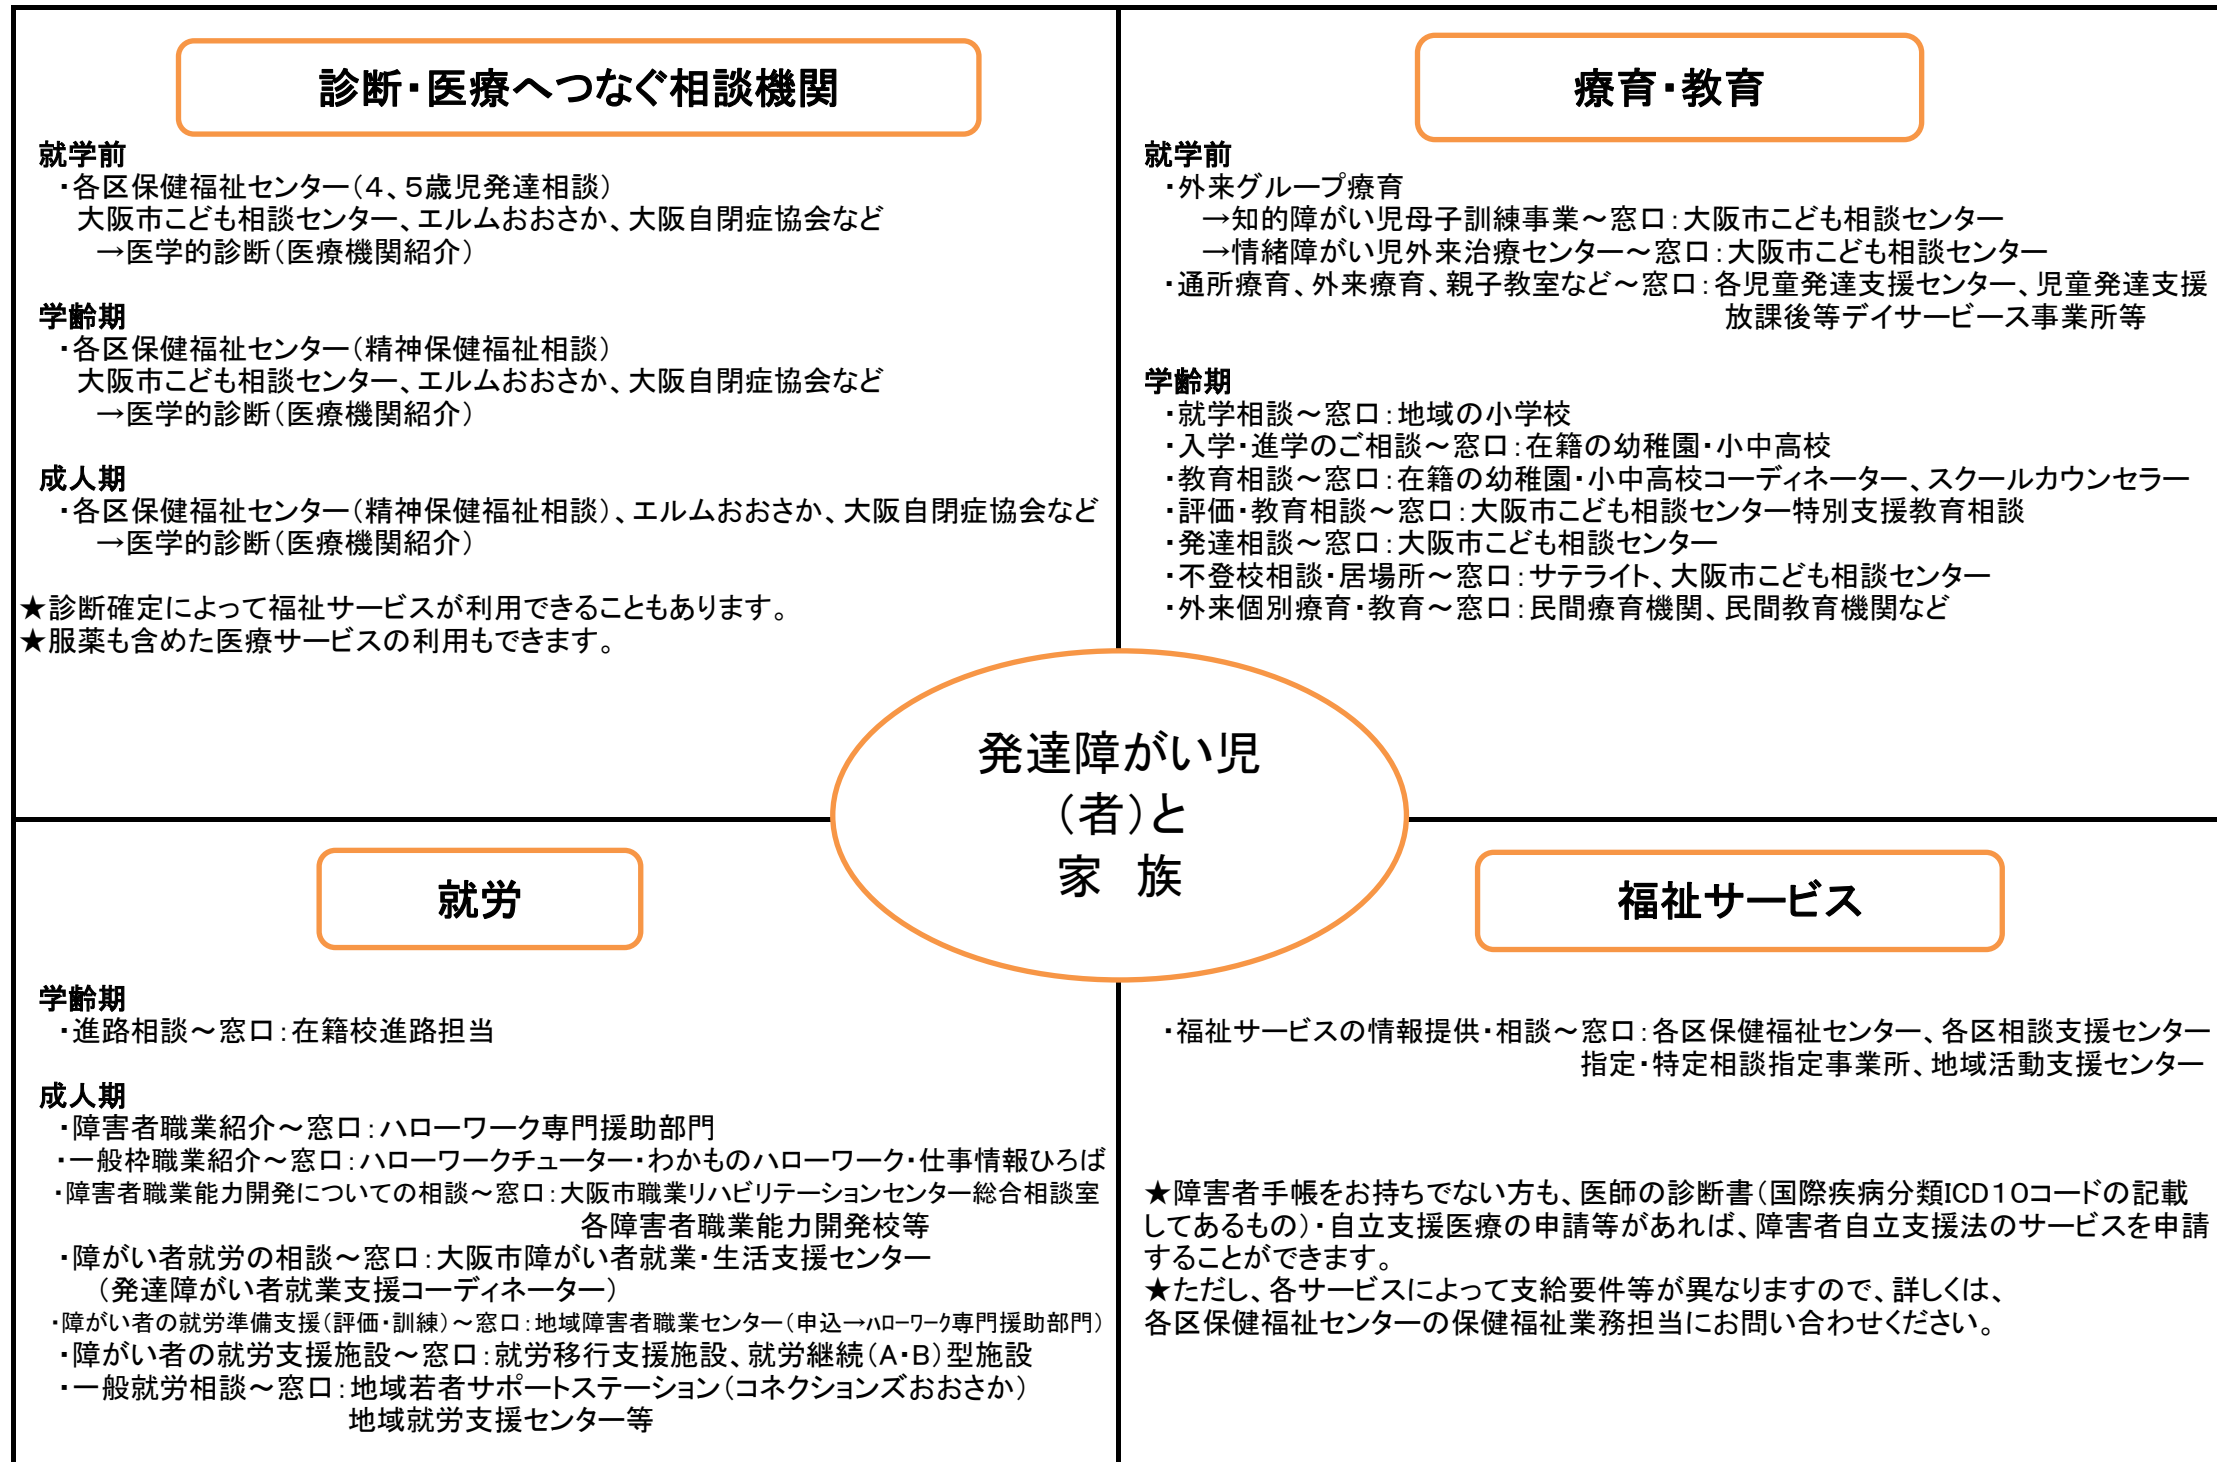 診断・医療へつなぐ相談機関
就学前
・各区保健福祉センター（４、５歳児発達相談）
大阪市こども相談センター、エルムおおさか、大阪自閉症協会など
→医学的診断（医療機関紹介）
学齢期
・各区保健福祉センター（精神保健福祉相談）
大阪市こども相談センター、エルムおおさか、大阪自閉症協会など
→医学的診断（医療機関紹介）
成人期
・各区保健福祉センター（精神保健福祉相談）、エルムおおさか、大阪自閉症協会など
→医学的診断（医療機関紹介）
★診断確定によって福祉サービスが利用できることもあります。
★服薬も含めた医療サービスの利用もできます。
療育・教育
就学前
・外来グループ療育
→知的障がい児母子訓練事業～窓口：大阪市こども相談センター
→情緒障がい児外来治療センター～窓口：大阪市こども相談センター
・通所療育、外来療育、親子教室など～窓口：各児童発達支援センター、児童発達支援
放課後等デイサービース事業所等
学齢期
・就学相談～窓口：地域の小学校
・入学・進学のご相談～窓口：在籍の幼稚園・小中高校
・教育相談～窓口：在籍の幼稚園・小中高校コーディネーター、スクールカウンセラー
・評価・教育相談～窓口：大阪市こども相談センター特別支援教育相談
・発達相談～窓口：大阪市こども相談センター
・不登校相談・居場所～窓口：サテライト、大阪市こども相談センター
・外来個別療育・教育～窓口：民間療育機関、民間教育機関など
発達障がい児
（者）と
家　族
就労
学齢期
・進路相談～窓口：在籍校進路担当
成人期
・障害者職業紹介～窓口：ハローワーク専門援助部門
・一般枠職業紹介～窓口：ハローワークチューター・わかものハローワーク・仕事情報ひろば
・障害者職業能力開発についての相談～窓口：大阪市職業リハビリテーションセンター総合相談室
各障害者職業能力開発校等
・障がい者就労の相談～窓口：大阪市障がい者就業・生活支援センター
（発達障がい者就業支援コーディネーター）
・障がい者の就労準備支援（評価・訓練）～窓口：地域障害者職業センター（申込→ﾊﾛｰﾜｰｸ専門援助部門）
・障がい者の就労支援施設～窓口：就労移行支援施設、就労継続（Ａ・Ｂ）型施設
・一般就労相談～窓口：地域若者サポートステーション（コネクションズおおさか）
地域就労支援センター等
福祉サービス
・福祉サービスの情報提供・相談～窓口：各区保健福祉センター、各区相談支援センター
指定・特定相談指定事業所、地域活動支援センター
★障害者手帳をお持ちでない方も、医師の診断書（国際疾病分類ICD１０コードの記載
してあるもの）・自立支援医療の申請等があれば、障害者自立支援法のサービスを申請
することができます。
★ただし、各サービスによって支給要件等が異なりますので、詳しくは、
各区保健福祉センターの保健福祉業務担当にお問い合わせください。